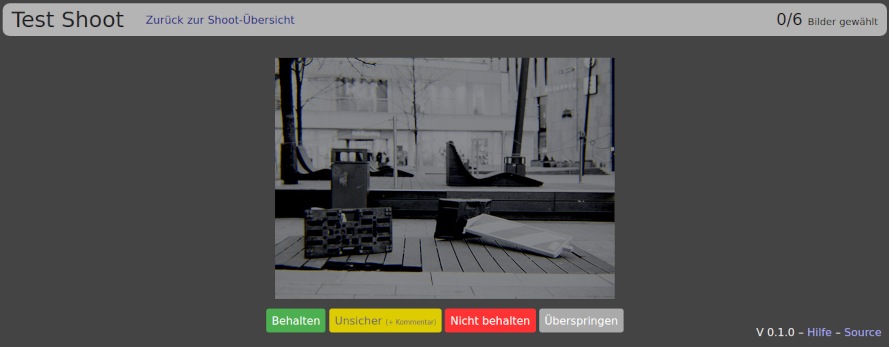 Test Shoot Zurück zur Shoot-Übersicht 0/6 Bilder gewählt
Behalten Unsicher (+ Kommentar) Nicht behalten Überspringen
V 0.1.0 – Hilfe – Source